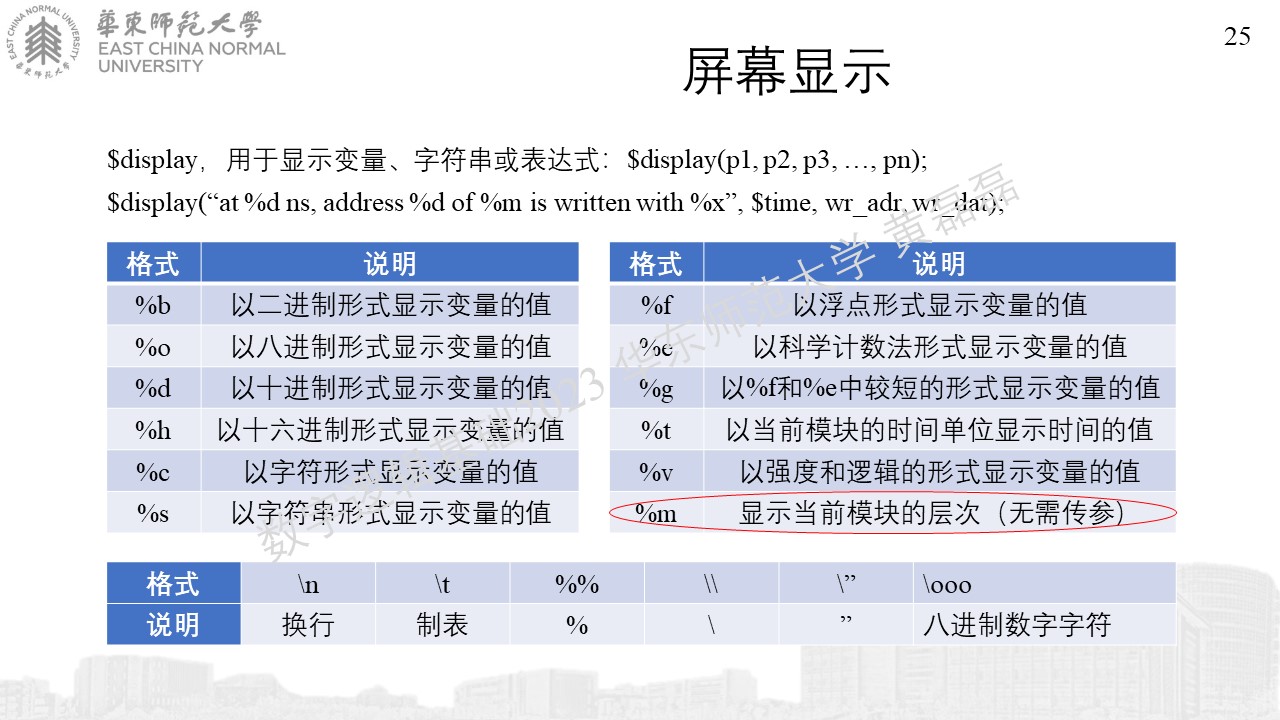 華東師範大學
EAST CHINA NORMAL
UNIVERSITY
25
屏幕显示
$display，用于显示变量、字符串或表达式：$display(p1, p2, p3, …, pn);
$display(“at %d ns, address %d of %m is written with %x”, $time, wr_adr, wr_dat);
格式 说明
%b 以二进制形式显示变量的值
%o 以八进制形式显示变量的值
%d 以十进制形式显示变量的值
%h 以十六进制形式显示变量的值
%c 以字符形式显示变量的值
%s 以字符串形式显示变量的值
格式 说明
%f 以浮点形式显示变量的值
%e 以科学计数法形式显示变量的值
%g 以%f和%e中较短的形式显示变量的值
%t 以当前模块的时间单位显示时间的值
%v 以强度和逻辑的形式显示变量的值
%m 显示当前模块的层次（无需传参）
格式 \n \t %% \\ \” \ooo
说明 换行 制表 % \ ” 八进制数字字符
数字逻辑基础2023 华东师范大学 黄磊磊